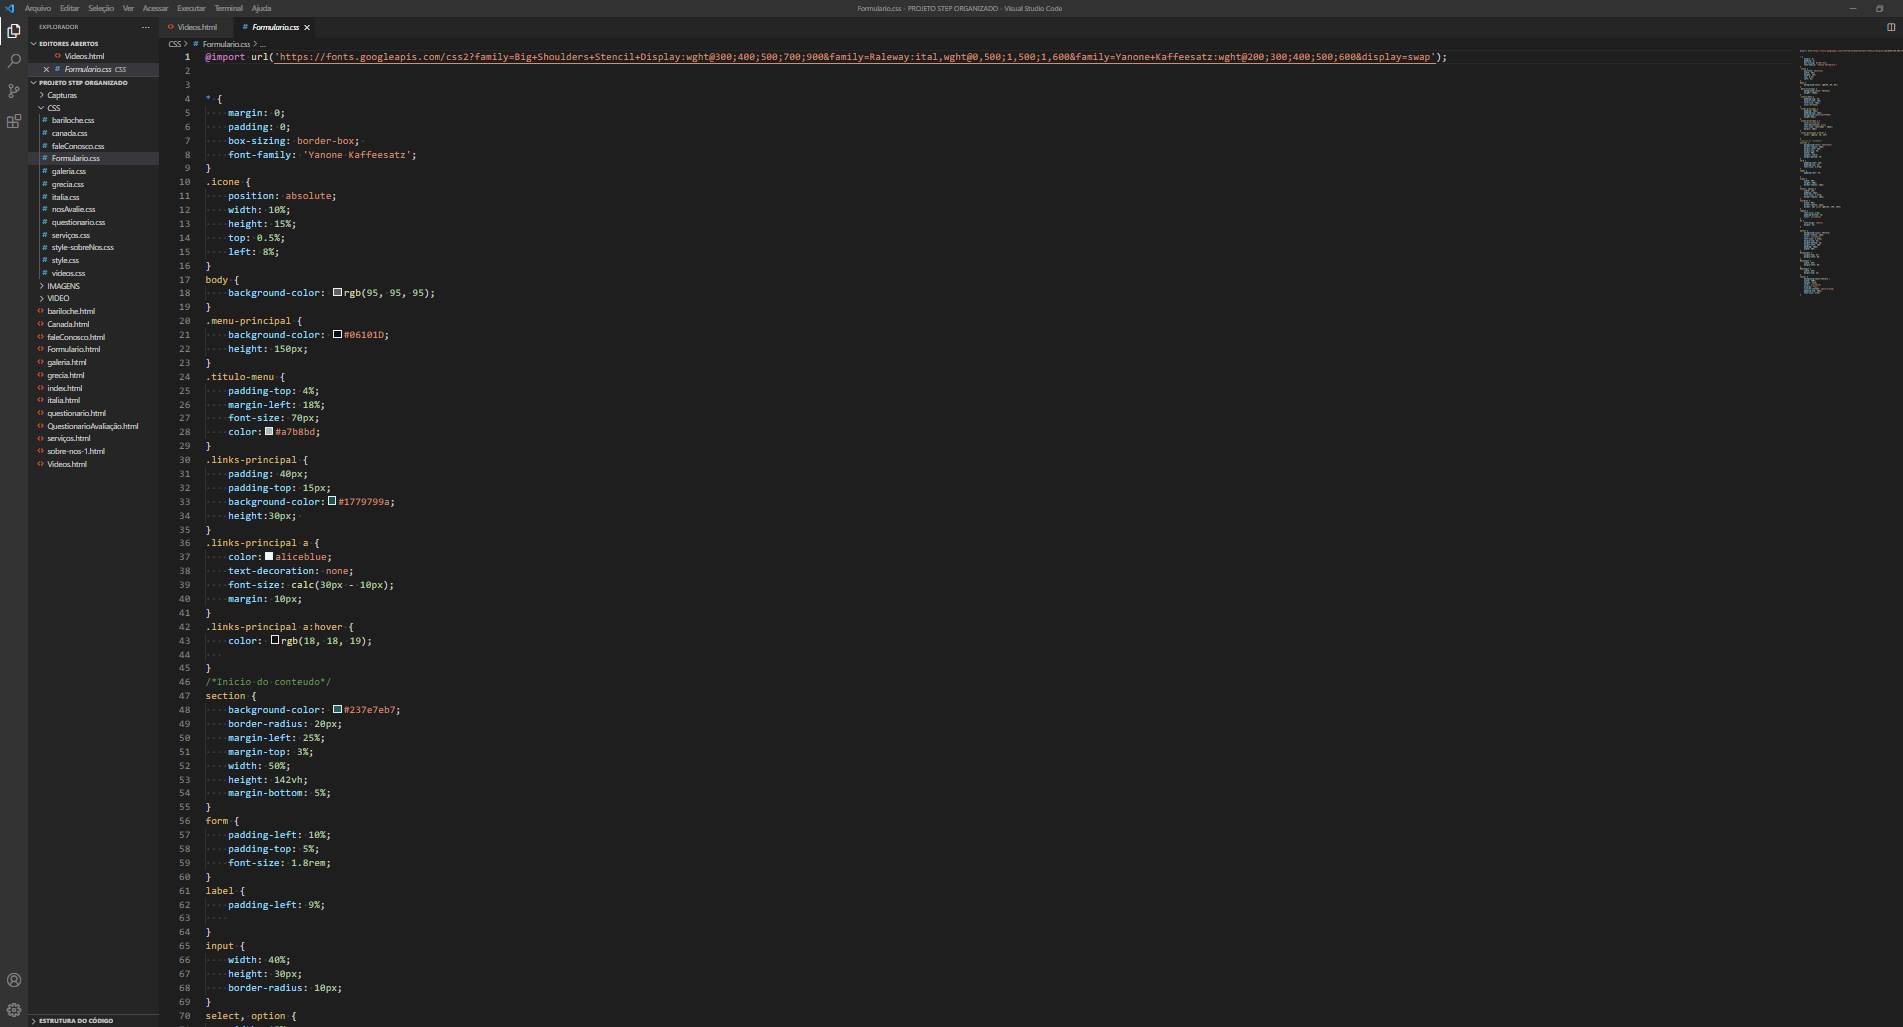 Arquivo Editar Seleção Ver Acessar Executar Terminal Ajuda
Formulario.css - PROJETO STEP ORGANIZADO - Visual Studio Code
EXPLORADOR ...
EDITORES ABERTOS
Videos.html
Formulario.css CSS
PROJETO STEP ORGANIZADO
Capturas
CSS
bariloche.css
canada.css
faleConosco.css
Formulario.css
galeria.css
grecia.css
italia.css
nosAvalie.css
questionario.css
serviços.css
style-sobreNos.css
style.css
videos.css
IMAGENS
VIDEO
bariloche.html
Canada.html
faleConosco.html
Formulario.html
galeria.html
grecia.html
index.html
italia.html
questionario.html
QuestionarioAvaliação.html
serviços.html
sobre-nos-1.html
Videos.html
ESTRUTURA DO CÓDIGO
Videos.html # Formulario.css
CSS > # Formulario.css > ...
1 @import url('https://fonts.googleapis.com/css2?family=Big+Shoulders+Stencil+Display:wght@300;400;500;700;900&family=Raleway:ital,wght@0,500;1,500;1,600&family=Yanone+Kaffeesatz:wght@200;300;400;500;600&display=swap');
2
3
4 * {
5 margin: 0;
6 padding: 0;
7 box-sizing: border-box;
8 font-family: 'Yanone Kaffeesatz';
9 }
10 .icone {
11 position: absolute;
12 width: 10%;
13 height: 15%;
14 top: 0.5%;
15 left: 8%;
16 }
17 body {
18 background-color: rgb(95, 95, 95);
19 }
20 .menu-principal {
21 background-color: #06101D;
22 height: 150px;
23 }
24 .titulo-menu {
25 padding-top: 4%;
26 margin-left: 18%;
27 font-size: 70px;
28 color: #a7b8bd;
29 }
30 .links-principal {
31 padding: 40px;
32 padding-top: 15px;
33 background-color: #1779799a;
34 height:30px;
35 }
36 .links-principal a {
37 color: aliceblue;
38 text-decoration: none;
39 font-size: calc(30px - 10px);
40 margin: 10px;
41 }
42 .links-principal a:hover {
43 color: rgb(18, 18, 19);
44
45 }
46 /*Inicio do conteudo*/
47 section {
48 background-color: #237e7eb7;
49 border-radius: 20px;
50 margin-left: 25%;
51 margin-top: 3%;
52 width: 50%;
53 height: 142vh;
54 margin-bottom: 5%;
55 }
56 form {
57 padding-left: 10%;
58 padding-top: 5%;
59 font-size: 1.8rem;
60 }
61 label {
62 padding-left: 9%;
63
64 }
65 input {
66 width: 40%;
67 height: 30px;
68 border-radius: 10px;
69 }
70 select, option {